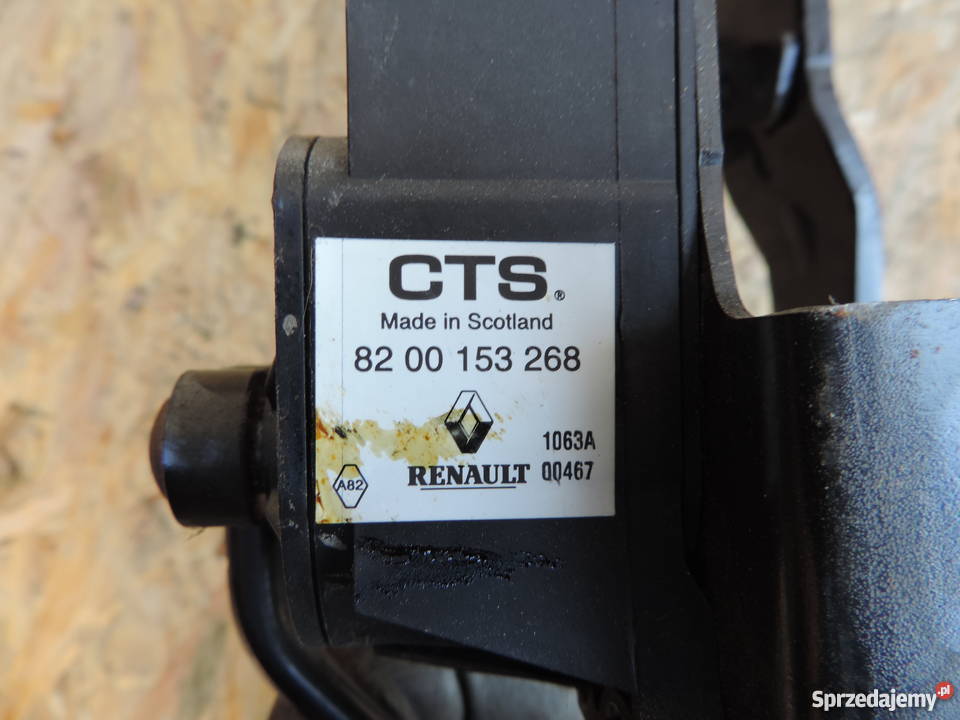 CTS®
Made in Scotland
82 00 153 268
1063A
RENAULT 00467
A82
Sprzedajemy.pl